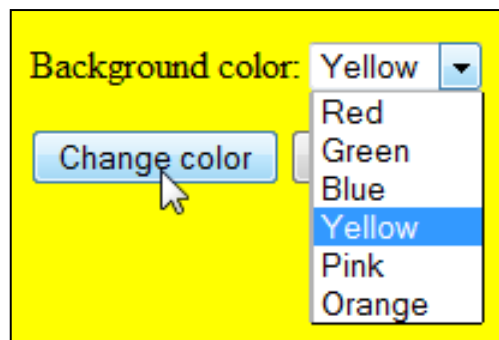 Background color: Yellow
Red
Green
Change color
Blue
Yellow
Pink
Orange